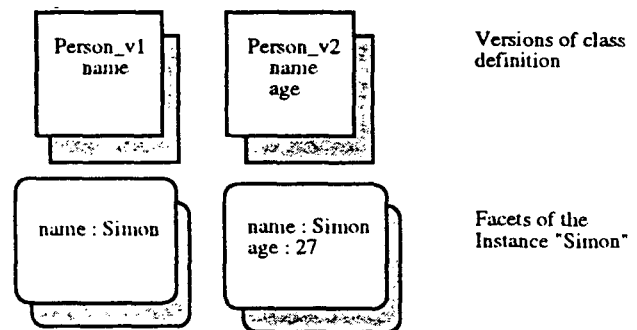 Person_v1
name
Person_v2
name
age
Versions of class
definition
name : Simon
name : Simon
age : 27
Facets of the
Instance "Simon"